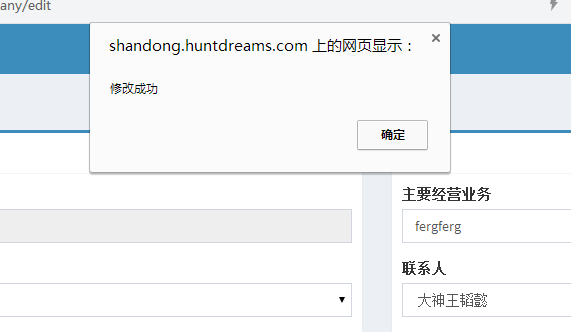 any/edit
shandong.huntdreams.com 上的网页显示：
修改成功
确定
主要经营业务
fergferg
联系人
大神王韬懿